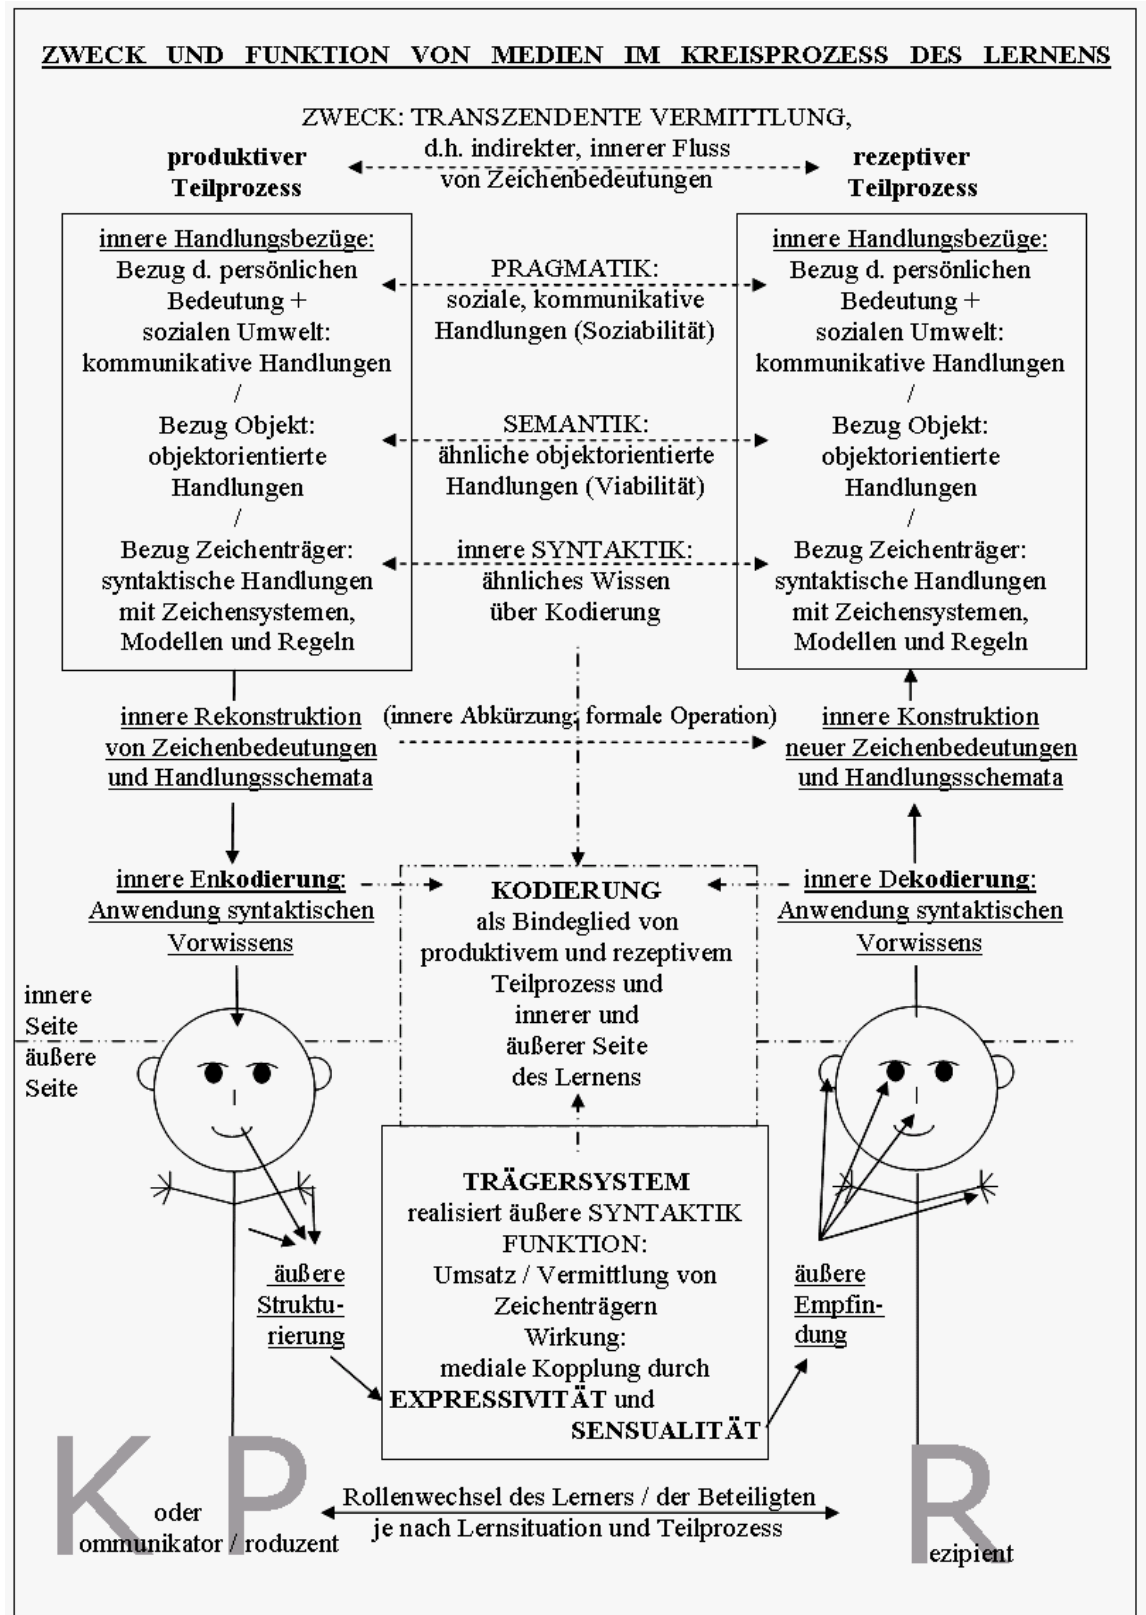 ZWECK UND FUNKTION VON MEDIEN IM KREISPROZESS DES LERNENS
ZWECK: TRANSZENDENTE VERMITTLUNG,
d.h. indirekter, innerer Fluss
von Zeichenbedeutungen
produktiver
Teilprozess
rezeptiver
Teilprozess
innere Handlungsbezüge:
Bezug d. persönlichen
Bedeutung +
sozialen Umwelt:
kommunikative Handlungen
/
Bezug Objekt:
objektorientierte
Handlungen
/
Bezug Zeichenträger:
syntaktische Handlungen
mit Zeichensystemen,
Modellen und Regeln
PRAGMATIK:
soziale, kommunikative
Handlungen (Soziabilität)
SEMANTIK:
ähnliche objektorientierte
Handlungen (Viabilität)
innere SYNTAKTIK:
ähnliches Wissen
über Kodierung
innere Handlungsbezüge:
Bezug d. persönlichen
Bedeutung +
sozialen Umwelt:
kommunikative Handlungen
/
Bezug Objekt:
objektorientierte
Handlungen
/
Bezug Zeichenträger:
syntaktische Handlungen
mit Zeichensystemen,
Modellen und Regeln
innere Rekonstruktion
von Zeichenbedeutungen
und Handlungsschemata
(innere Abkürzung: formale Operation)
innere Konstruktion
neuer Zeichenbedeutungen
und Handlungsschemata
innere Enkodierung:
Anwendung syntaktischen
Vorwissens
KODIERUNG
als Bindeglied von
produktivem und rezeptivem
Teilprozess und
innerer und
äußerer Seite
des Lernens
innere Dekodierung:
Anwendung syntaktischen
Vorwissens
innere
Seite
äußere
Seite
TRÄGERSYSTEM
realisiert äußere SYNTAKTIK
FUNKTION:
Umsatz / Vermittlung von
Zeichenträgern
Wirkung:
mediale Kopplung durch
EXPRESSIVITÄT und
SENSUALITÄT
äußere
Struktu-
rierung
äußere
Empfin-
dung
K oder P
ommunikator / roduzent
Rollenwechsel des Lerners / der Beteiligten
je nach Lernsituation und Teilprozess
R
ezipient